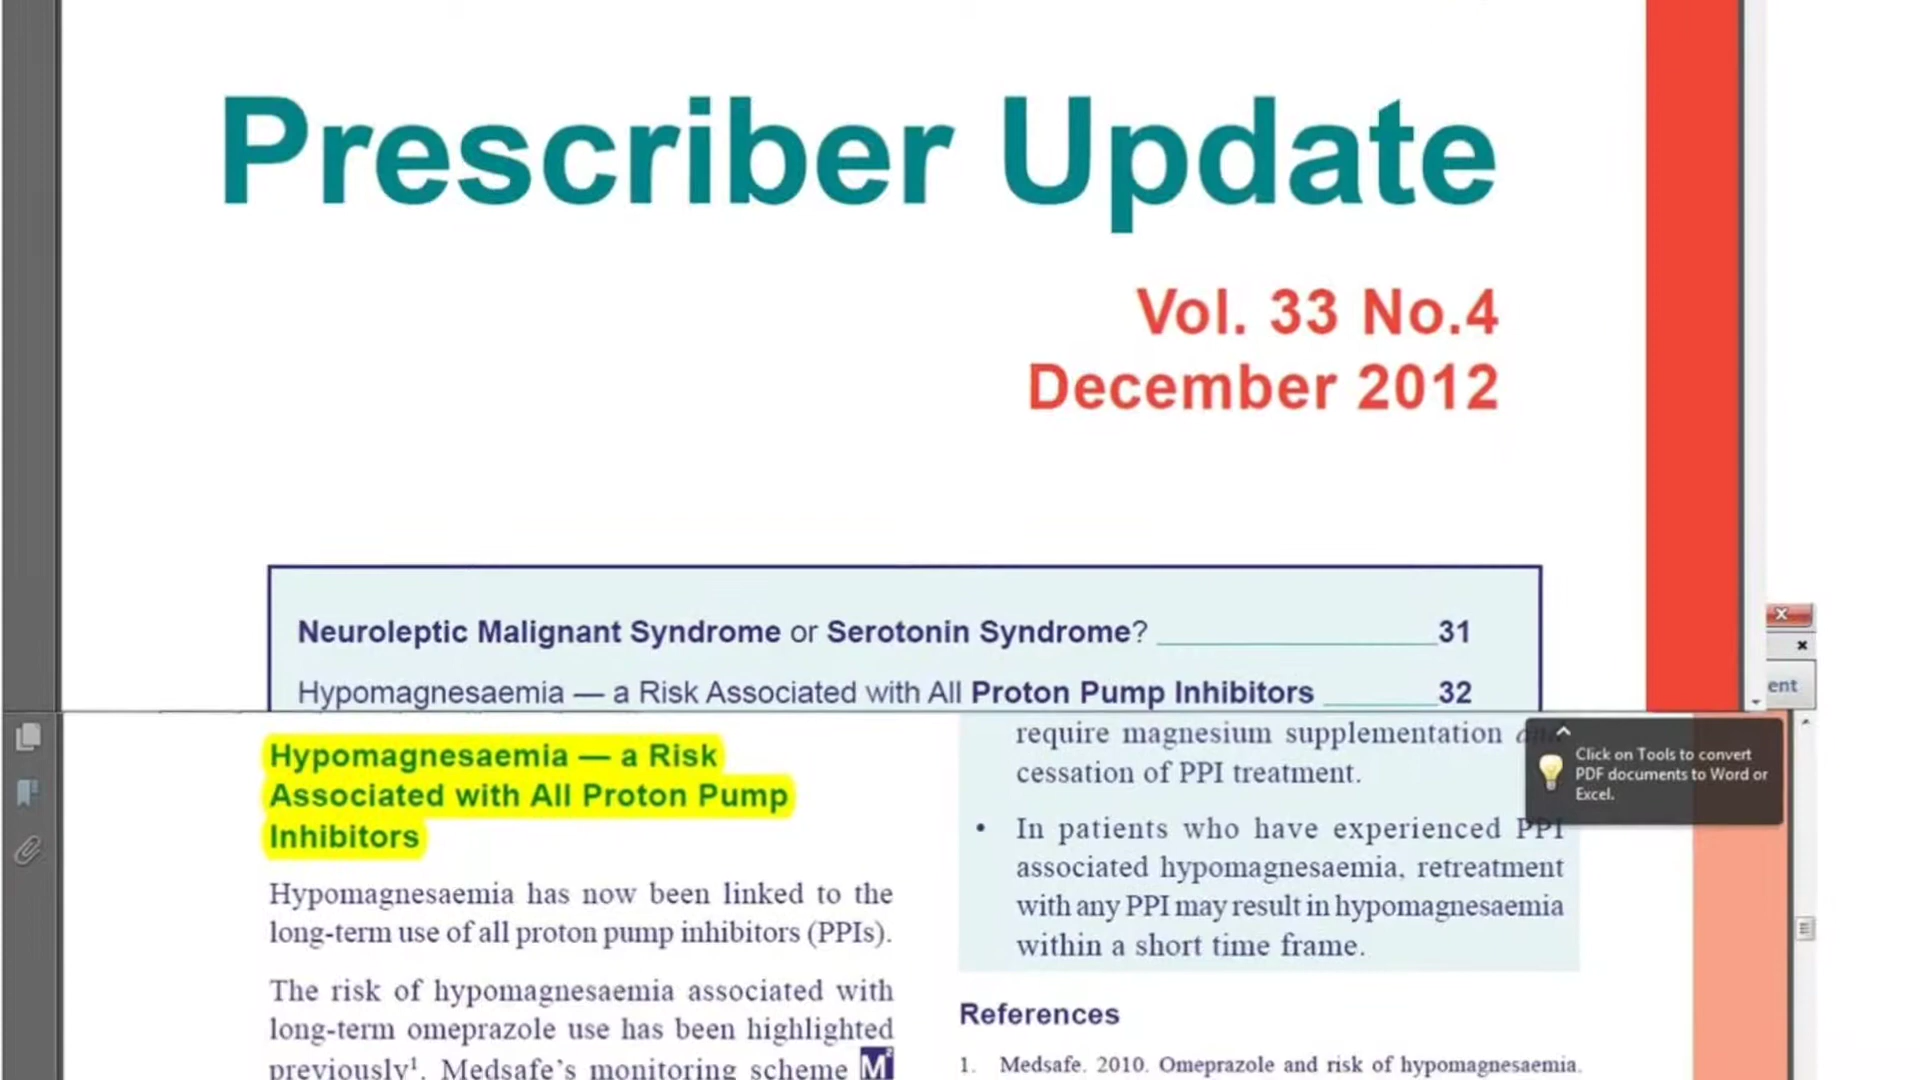 Prescriber Update
Vol. 33 No.4
December 2012
Neuroleptic Malignant Syndrome or Serotonin Syndrome? 31
Hypomagnesaemia — a Risk Associated with All Proton Pump Inhibitors 32
ent
Hypomagnesaemia — a Risk
Associated with All Proton Pump
Inhibitors
Hypomagnesaemia has now been linked to the
long-term use of all proton pump inhibitors (PPIs).
The risk of hypomagnesaemia associated with
long-term omeprazole use has been highlighted
previously¹. Medsafe's monitoring scheme M²
require magnesium supplementation and
cessation of PPI treatment.
• In patients who have experienced PPI
associated hypomagnesaemia, retreatment
with any PPI may result in hypomagnesaemia
within a short time frame.
References
1. Medsafe. 2010. Omeprazole and risk of hypomagnesaemia.
Click on Tools to convert
PDF documents to Word or
Excel.